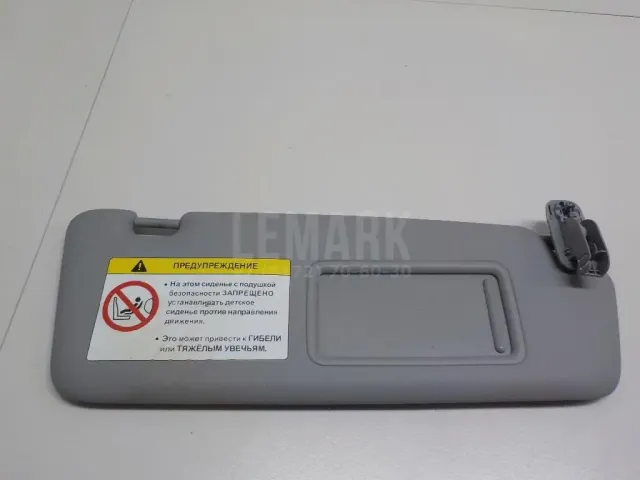 LEMARK
ПРЕДУПРЕЖДЕНИЕ
• На этом сиденье с подушкой
безопасности ЗАПРЕЩЕНО
устанавливать детское
сиденье против направления
движения.
• Это может привести к ГИБЕЛИ
или ТЯЖЁЛЫМ УВЕЧЬЯМ.